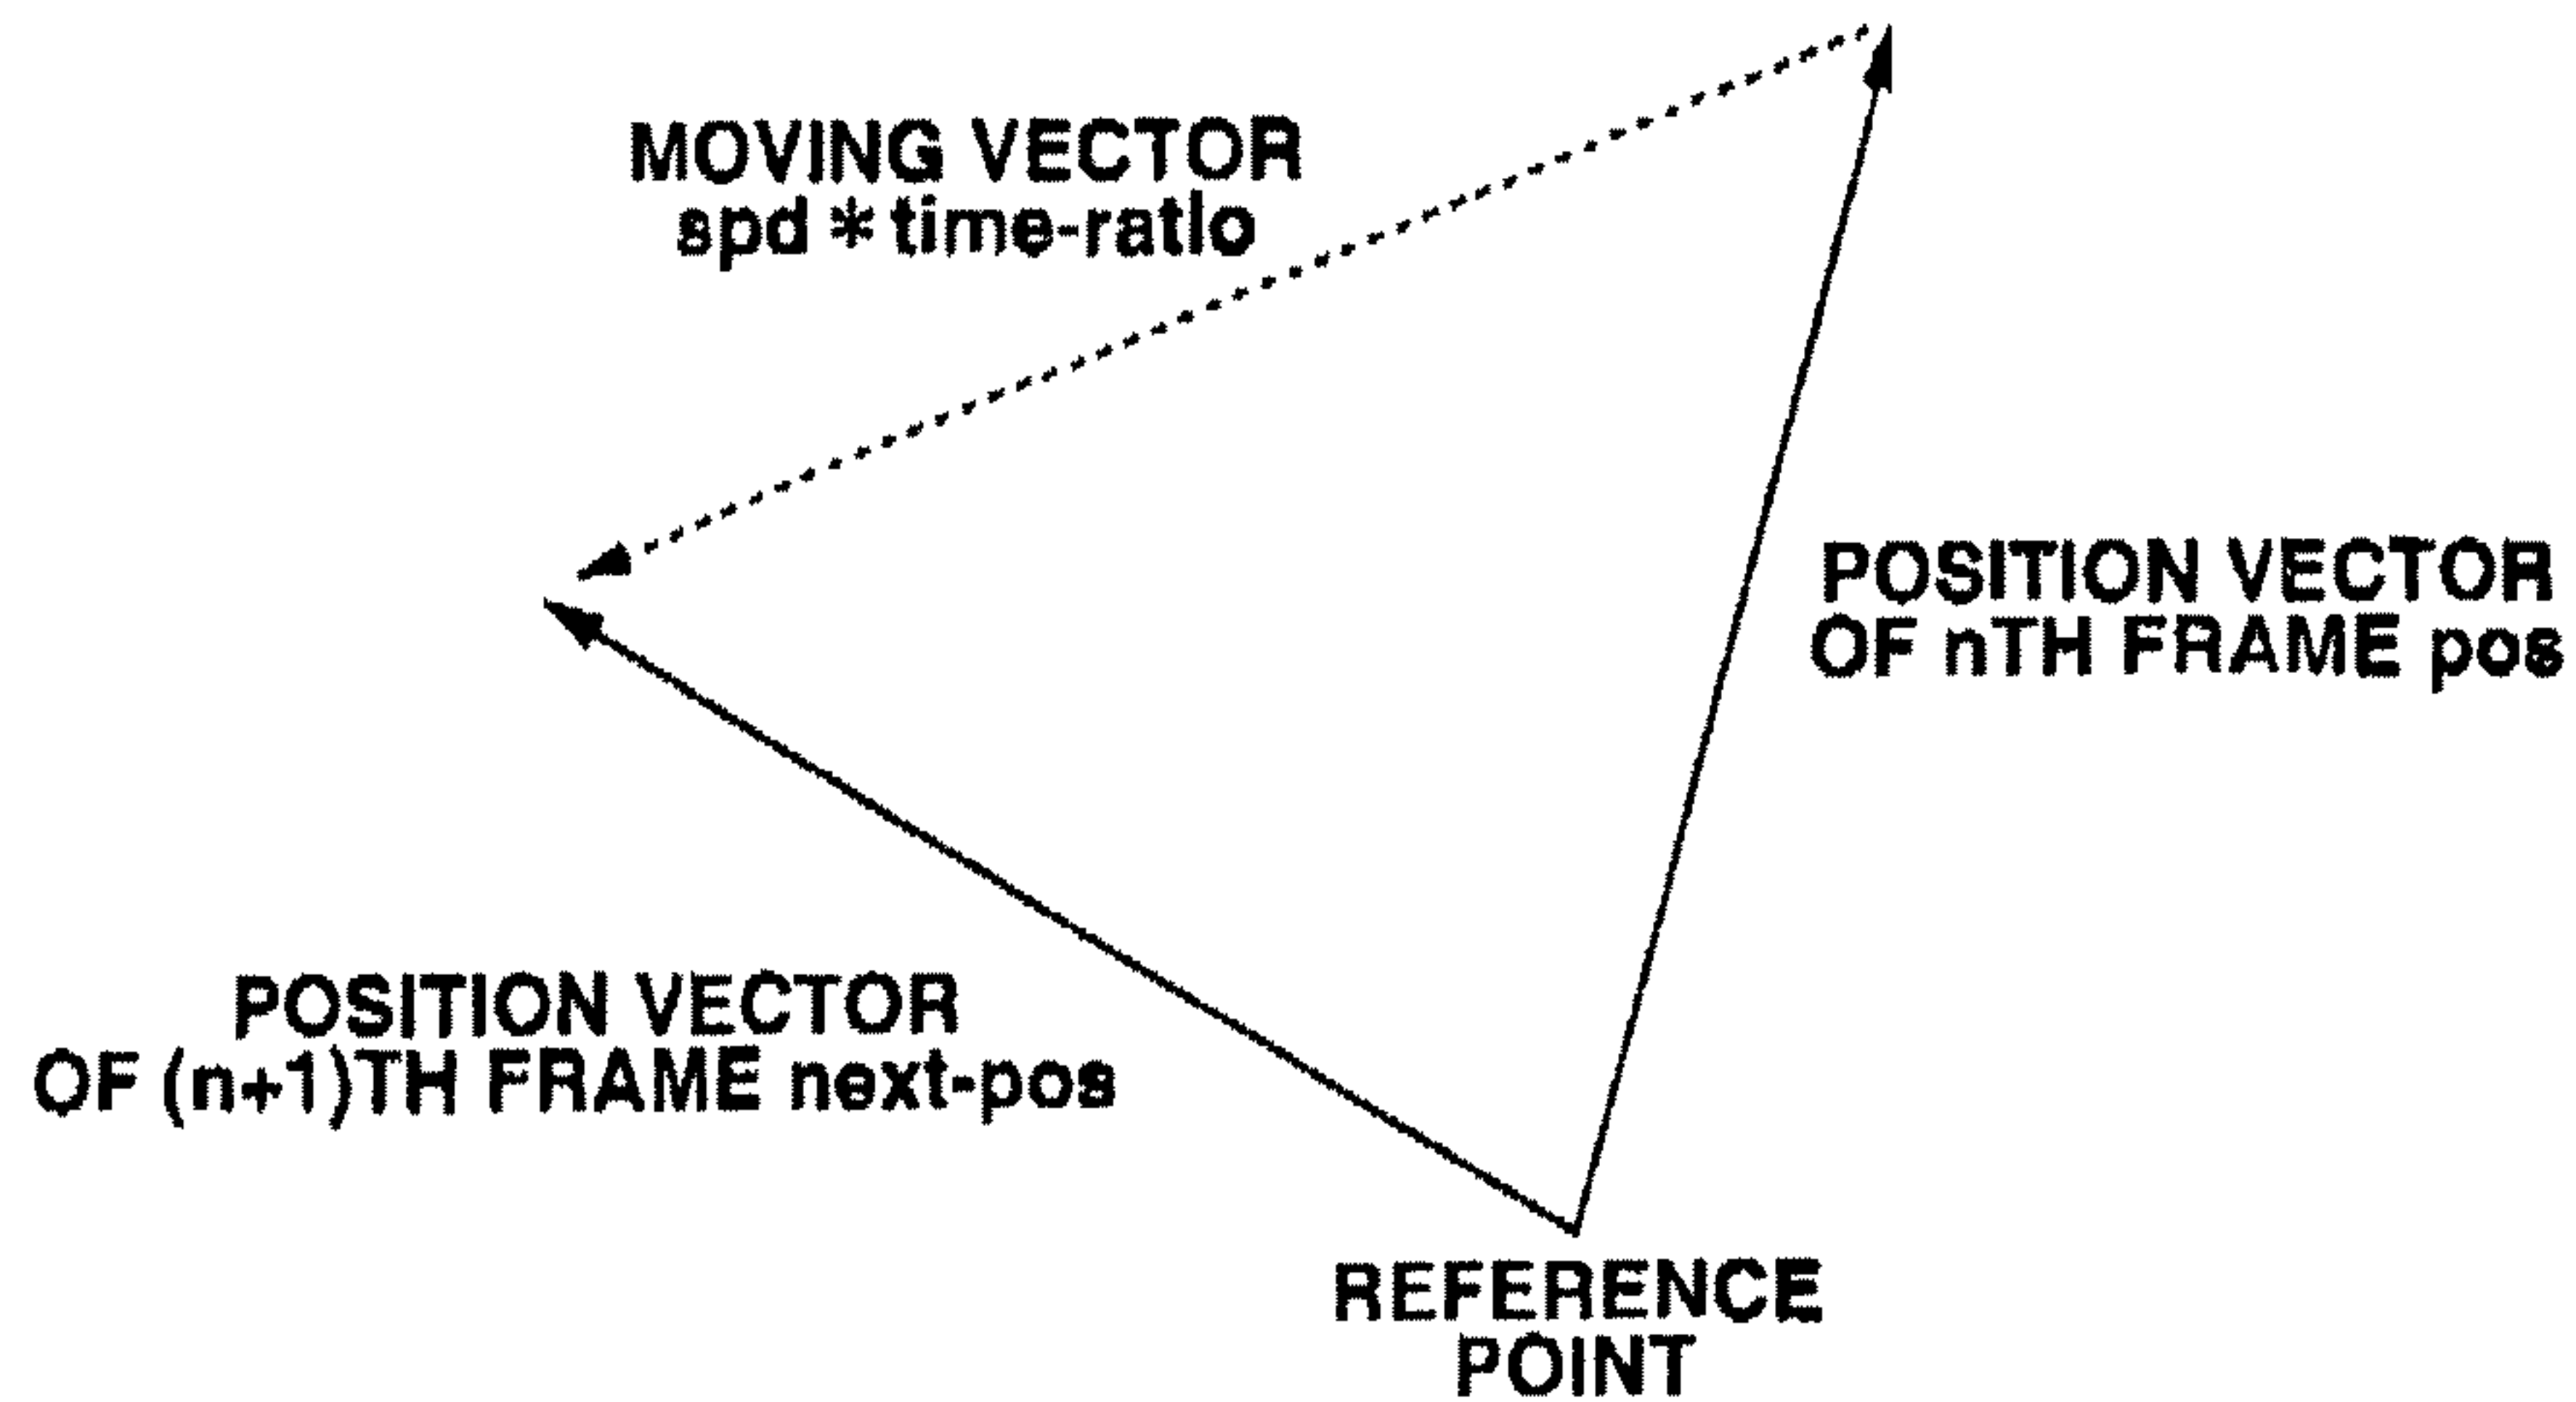 MOVING VECTOR
spd * time-ratio
POSITION VECTOR
OF nTH FRAME pos
POSITION VECTOR
OF (n+1)TH FRAME next-pos
REFERENCE
POINT